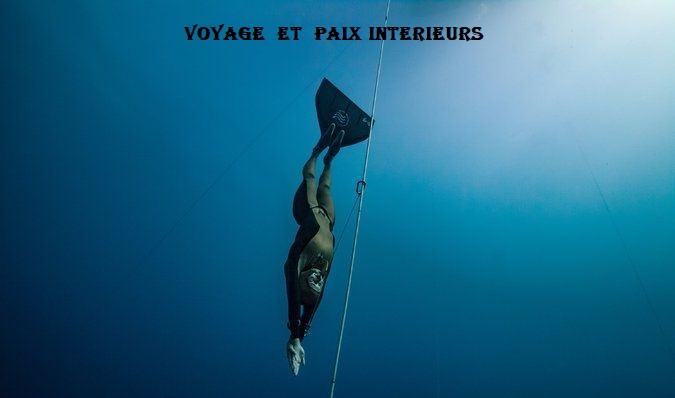 VOYAGE ET PAIX INTERIEURS